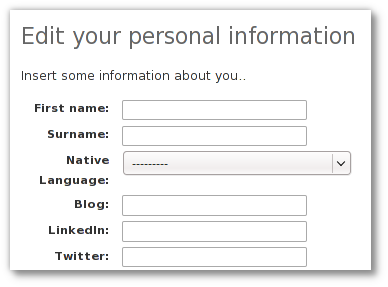 Edit your personal information
Insert some information about you..
First name:
Surname:
Native ---------
Language:
Blog:
LinkedIn:
Twitter: